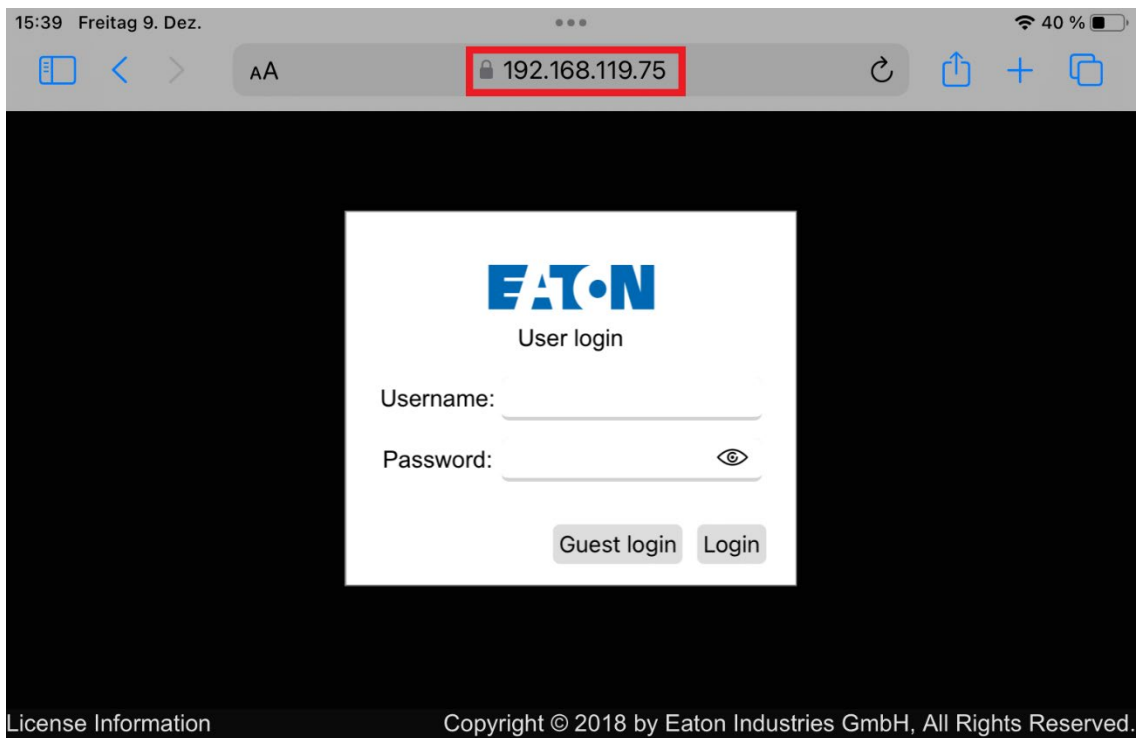 15:39 Freitag 9. Dez.
40 %
AA
192.168.119.75
EATON
User login
Username:
Password:
Guest login Login
License Information Copyright © 2018 by Eaton Industries GmbH, All Rights Reserved.